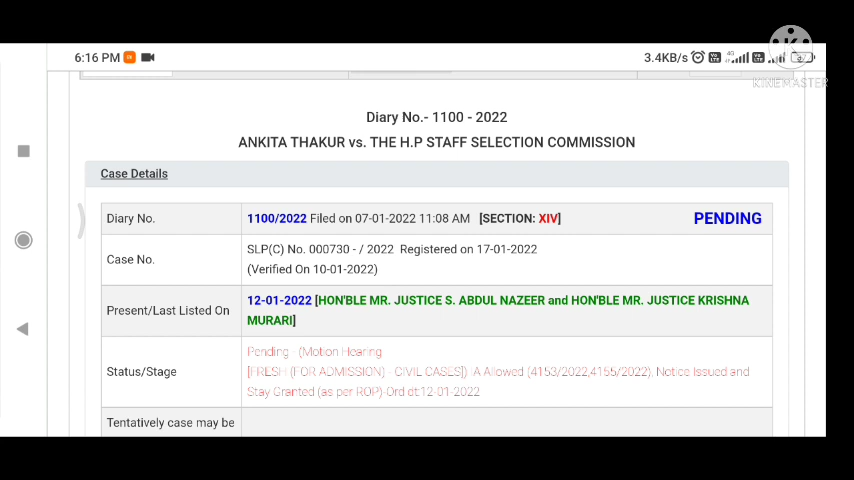 6:16 PM
3.4KB/s
4G
KINEMASTER
Diary No.- 1100 - 2022
ANKITA THAKUR vs. THE H.P STAFF SELECTION COMMISSION
Case Details
Diary No. 1100/2022 Filed on 07-01-2022 11:08 AM [SECTION: XIV] PENDING
Case No. SLP(C) No. 000730 - / 2022 Registered on 17-01-2022
(Verified On 10-01-2022)
Present/Last Listed On 12-01-2022 [HON'BLE MR. JUSTICE S. ABDUL NAZEER and HON'BLE MR. JUSTICE KRISHNA
MURARI]
Status/Stage Pending - (Motion Hearing
[FRESH (FOR ADMISSION) - CIVIL CASES]) IA Allowed (4153/2022,4155/2022), Notice Issued and
Stay Granted (as per ROP)-Ord dt:12-01-2022
Tentatively case may be